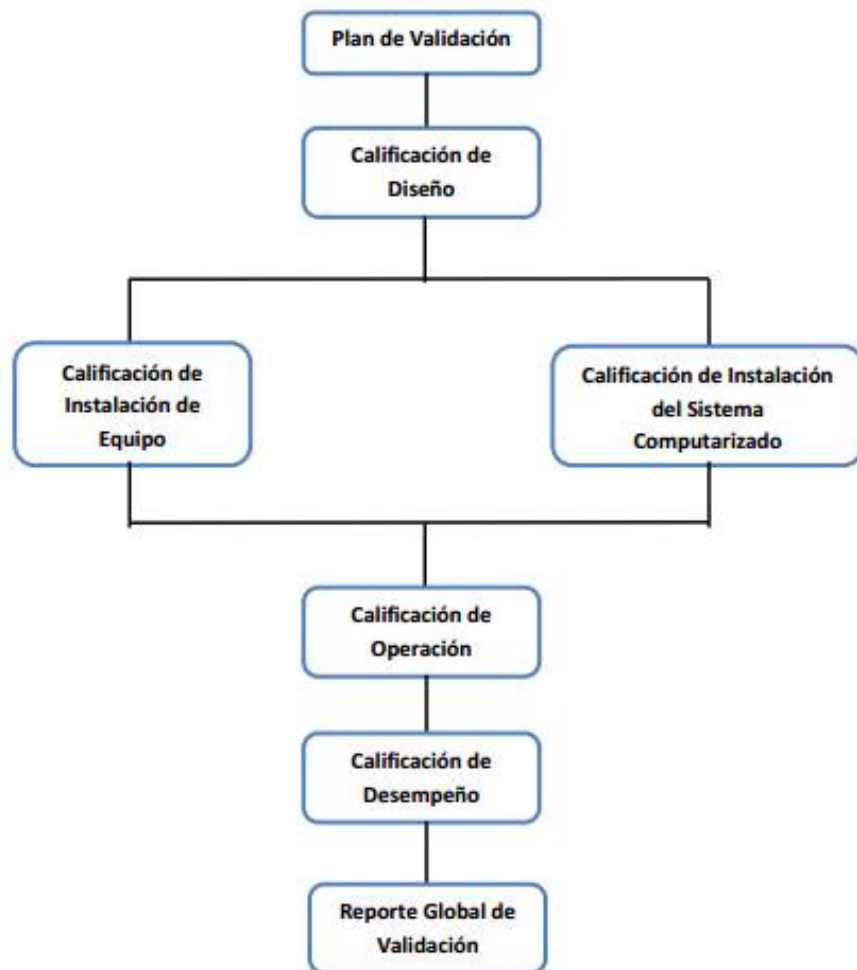 Plan de Validación
Calificación de
Diseño
Calificación de
Instalación de
Equipo
Calificación de Instalación
del Sistema
Computarizado
Calificación de
Operación
Calificación de
Desempeño
Reporte Global de
Validación